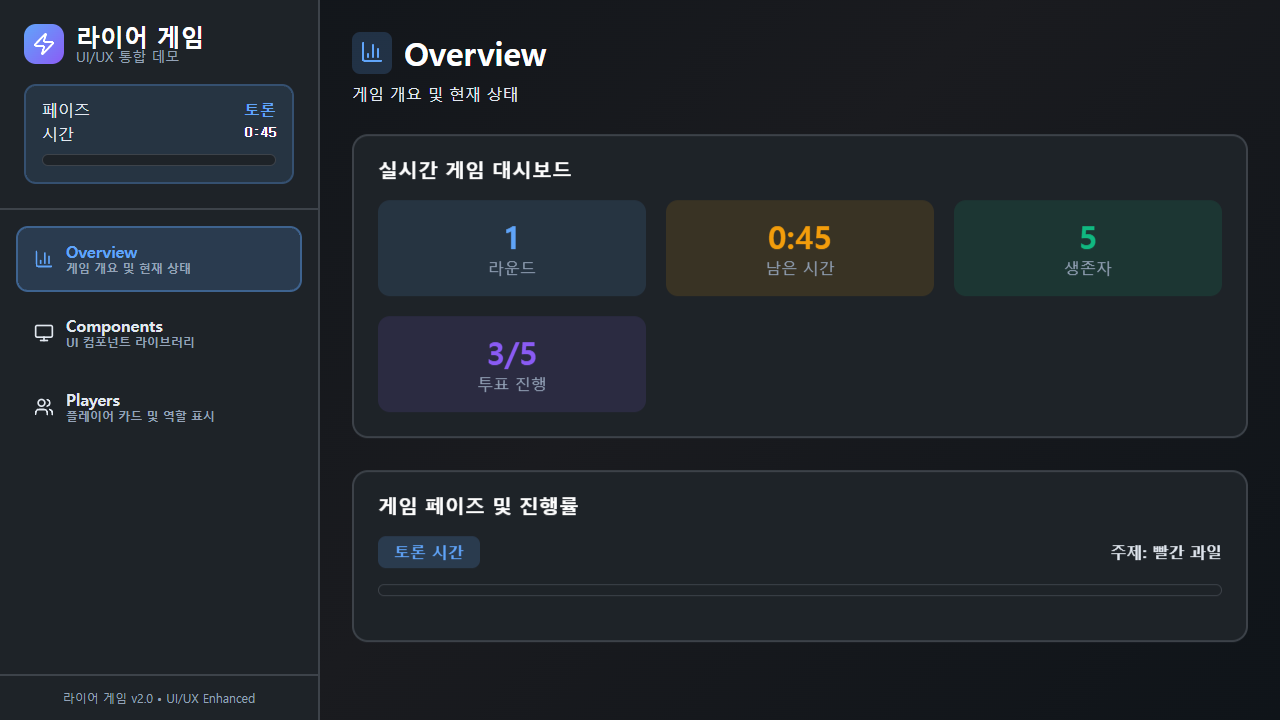 라이어 게임
UI/UX 통합 데모
페이즈 토론
시간 0:45
Overview
게임 개요 및 현재 상태
Components
UI 컴포넌트 라이브러리
Players
플레이어 카드 및 역할 표시
라이어 게임 v2.0 • UI/UX Enhanced
Overview
게임 개요 및 현재 상태
실시간 게임 대시보드
1
라운드
0:45
남은 시간
5
생존자
3/5
투표 진행
게임 페이즈 및 진행률
토론 시간
주제: 빨간 과일